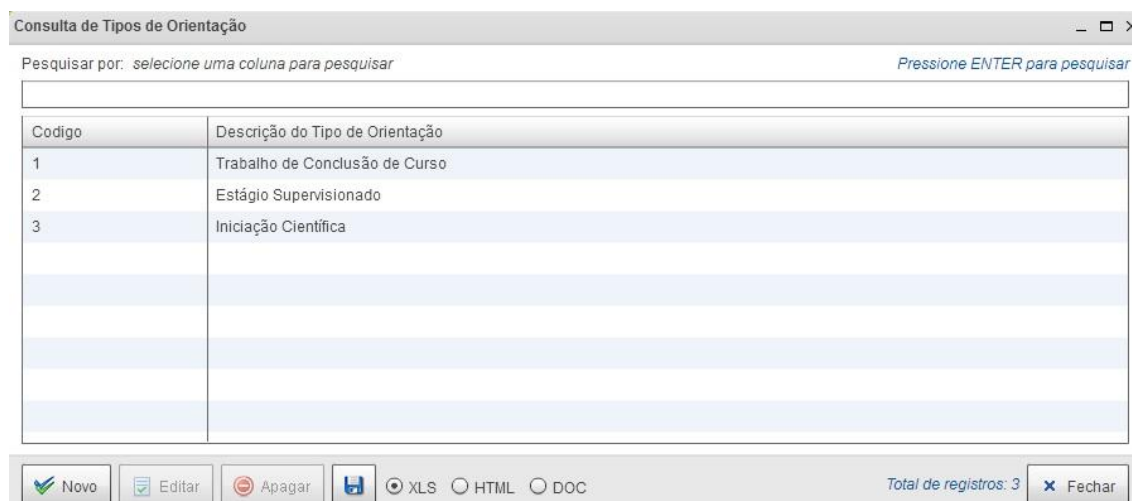 Consulta de Tipos de Orientação
Pesquisar por: selecione uma coluna para pesquisar Pressione ENTER para pesquisar
Codigo Descrição do Tipo de Orientação
1 Trabalho de Conclusão de Curso
2 Estágio Supervisionado
3 Iniciação Científica
Novo Editar Apagar XLS HTML DOC Total de registros: 3 Fechar